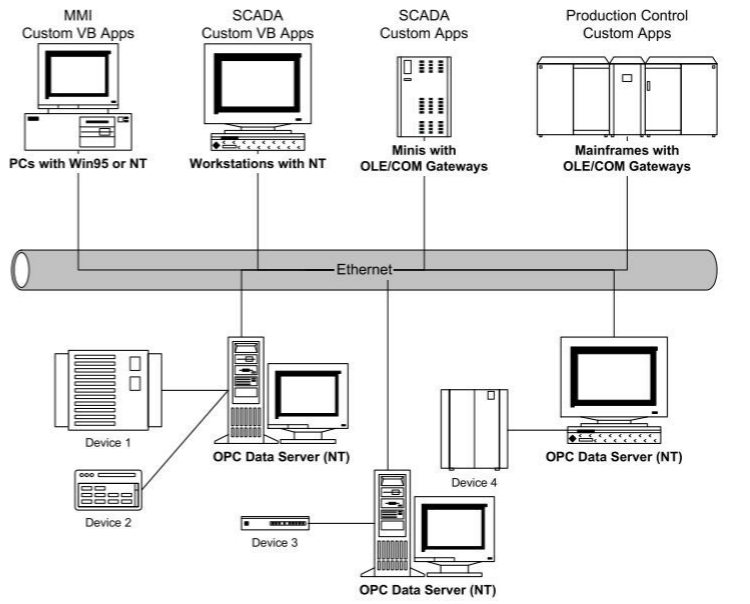 MMI
Custom VB Apps
SCADA
Custom VB Apps
SCADA
Custom Apps
Production Control
Custom Apps
PCs with Win95 or NT
Workstations with NT
Minis with
OLE/COM Gateways
Mainframes with
OLE/COM Gateways
Ethernet
Device 1
OPC Data Server (NT)
OPC Data Server (NT)
Device 4
Device 2
Device 3
OPC Data Server (NT)